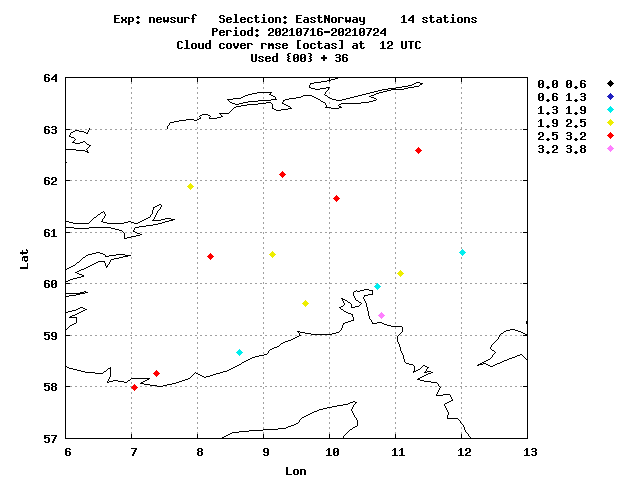 Exp: newsurf   Selection: EastNorway     14 stations
Period: 20210716-20210724
Cloud cover rmse [octas] at  12 UTC
Used {00} + 36
0.0 0.6
0.6 1.3
1.3 1.9
1.9 2.5
2.5 3.2
3.2 3.8
64
63
62
61
60
59
58
57
Lat
6 7 8 9 10 11 12 13
Lon